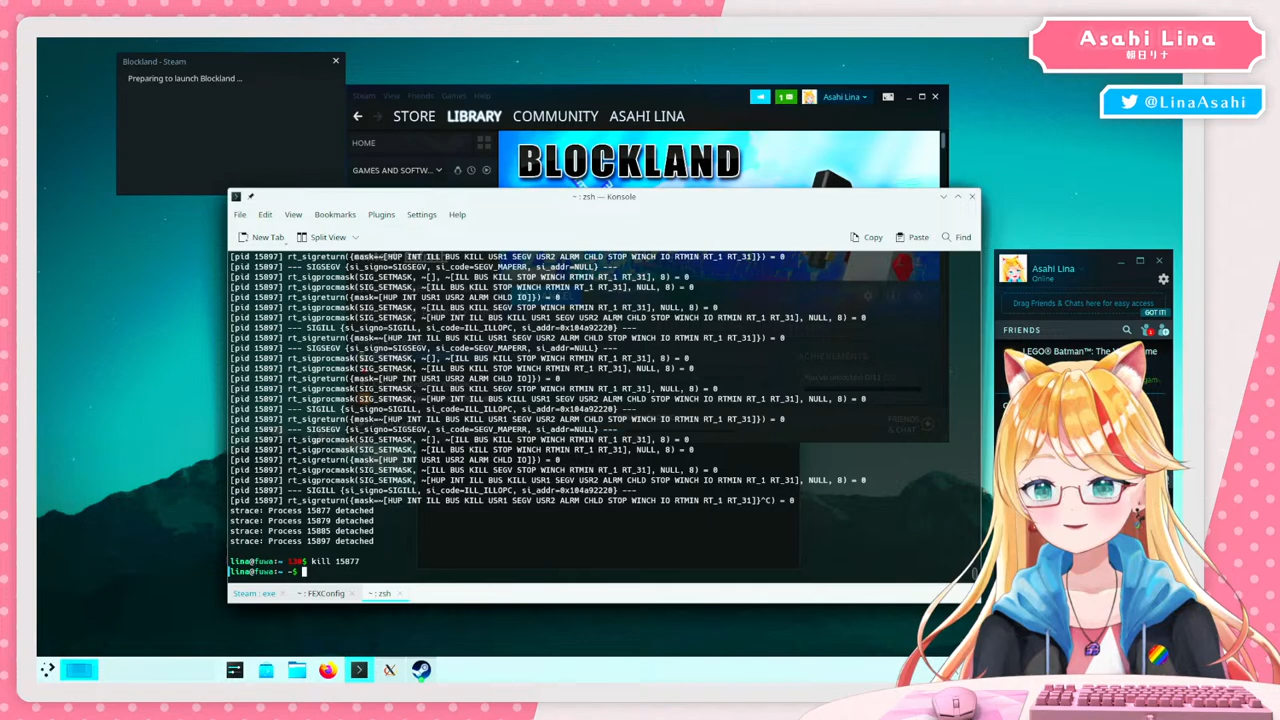 Asahi Lina
朝日リナ
@LinaAsahi
Blockland - Steam
Preparing to launch Blockland ...
Steam View Friends Games Help
Asahi Lina
STORE LIBRARY COMMUNITY ASAHI LINA
HOME
GAMES AND SOFTW...
BLOCKLAND
~ : zsh — Konsole
File Edit View Bookmarks Plugins Settings Help
New Tab Split View Copy Paste Find
[pid 15897] rt_sigreturn({mask=~[HUP INT ILL BUS KILL USR1 SEGV USR2 ALRM CHLD STOP WINCH IO RTMIN RT_1 RT_31]}) = 0
[pid 15897] --- SIGSEGV {si_signo=SIGSEGV, si_code=SEGV_MAPERR, si_addr=NULL} ---
[pid 15897] rt_sigprocmask(SIG_SETMASK, ~[], ~[ILL BUS KILL SEGV STOP WINCH RTMIN RT_1 RT_31], 8) = 0
[pid 15897] rt_sigprocmask(SIG_SETMASK, ~[ILL BUS KILL SEGV STOP WINCH RTMIN RT_1 RT_31], NULL, 8) = 0
[pid 15897] rt_sigreturn({mask=[HUP INT USR1 USR2 ALRM CHLD IO]}) = 0
[pid 15897] rt_sigprocmask(SIG_SETMASK, ~[ILL BUS KILL SEGV STOP WINCH RTMIN RT_1 RT_31], NULL, 8) = 0
[pid 15897] rt_sigprocmask(SIG_SETMASK, ~[HUP INT ILL BUS KILL USR1 SEGV USR2 ALRM CHLD STOP WINCH IO RTMIN RT_1 RT_31], NULL, 8) = 0
[pid 15897] --- SIGILL {si_signo=SIGILL, si_code=ILL_ILLOPC, si_addr=0x104a92220} ---
[pid 15897] rt_sigreturn({mask=~[HUP INT ILL BUS KILL USR1 SEGV USR2 ALRM CHLD STOP WINCH IO RTMIN RT_1 RT_31]}) = 0
[pid 15897] --- SIGSEGV {si_signo=SIGSEGV, si_code=SEGV_MAPERR, si_addr=NULL} ---
[pid 15897] rt_sigprocmask(SIG_SETMASK, ~[], ~[ILL BUS KILL SEGV STOP WINCH RTMIN RT_1 RT_31], 8) = 0
[pid 15897] rt_sigprocmask(SIG_SETMASK, ~[ILL BUS KILL SEGV STOP WINCH RTMIN RT_1 RT_31], NULL, 8) = 0
[pid 15897] rt_sigreturn({mask=[HUP INT USR1 USR2 ALRM CHLD IO]}) = 0
[pid 15897] rt_sigprocmask(SIG_SETMASK, ~[ILL BUS KILL SEGV STOP WINCH RTMIN RT_1 RT_31], NULL, 8) = 0
[pid 15897] rt_sigprocmask(SIG_SETMASK, ~[HUP INT ILL BUS KILL USR1 SEGV USR2 ALRM CHLD STOP WINCH IO RTMIN RT_1 RT_31], NULL, 8) = 0
[pid 15897] --- SIGILL {si_signo=SIGILL, si_code=ILL_ILLOPC, si_addr=0x104a92220} ---
[pid 15897] rt_sigreturn({mask=~[HUP INT ILL BUS KILL USR1 SEGV USR2 ALRM CHLD STOP WINCH IO RTMIN RT_1 RT_31]}) = 0
[pid 15897] --- SIGSEGV {si_signo=SIGSEGV, si_code=SEGV_MAPERR, si_addr=NULL} ---
[pid 15897] rt_sigprocmask(SIG_SETMASK, ~[], ~[ILL BUS KILL SEGV STOP WINCH RTMIN RT_1 RT_31], 8) = 0
[pid 15897] rt_sigprocmask(SIG_SETMASK, ~[ILL BUS KILL SEGV STOP WINCH RTMIN RT_1 RT_31], NULL, 8) = 0
[pid 15897] rt_sigreturn({mask=[HUP INT USR1 USR2 ALRM CHLD IO]}) = 0
[pid 15897] rt_sigprocmask(SIG_SETMASK, ~[ILL BUS KILL SEGV STOP WINCH RTMIN RT_1 RT_31], NULL, 8) = 0
[pid 15897] rt_sigprocmask(SIG_SETMASK, ~[HUP INT ILL BUS KILL USR1 SEGV USR2 ALRM CHLD STOP WINCH IO RTMIN RT_1 RT_31], NULL, 8) = 0
[pid 15897] --- SIGILL {si_signo=SIGILL, si_code=ILL_ILLOPC, si_addr=0x104a92220} ---
[pid 15897] rt_sigreturn({mask=~[HUP INT ILL BUS KILL USR1 SEGV USR2 ALRM CHLD STOP WINCH IO RTMIN RT_1 RT_31]}^C) = 0
strace: Process 15877 detached
strace: Process 15879 detached
strace: Process 15885 detached
strace: Process 15897 detached
lina@fuwa:~ 130$ kill 15877
lina@fuwa:~ ~$
Steam : exe ~ : FEXConfig ~ : zsh
ACHIEVEMENTS
FRIENDS
& CHAT
Asahi Lina
Online
Drag Friends & Chats here for easy access
GOT IT!
FRIENDS
LEGO® Batman™: The